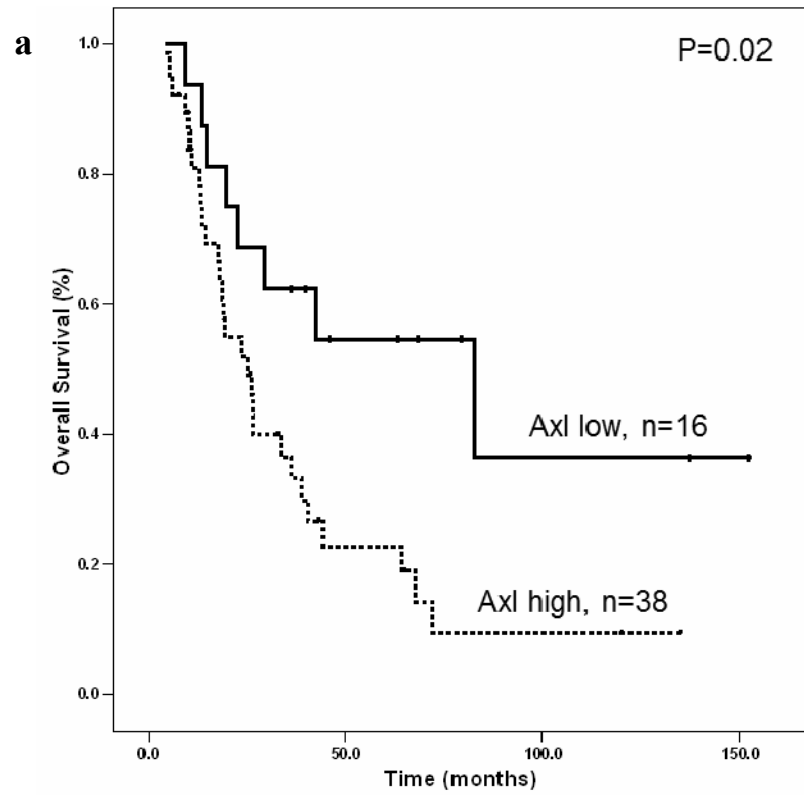 a
P=0.02
1.0
0.8
0.6
0.4
0.2
0.0
Overall Survival (%)
Axl low, n=16
Axl high, n=38
0.0 50.0 100.0 150.0
Time (months)